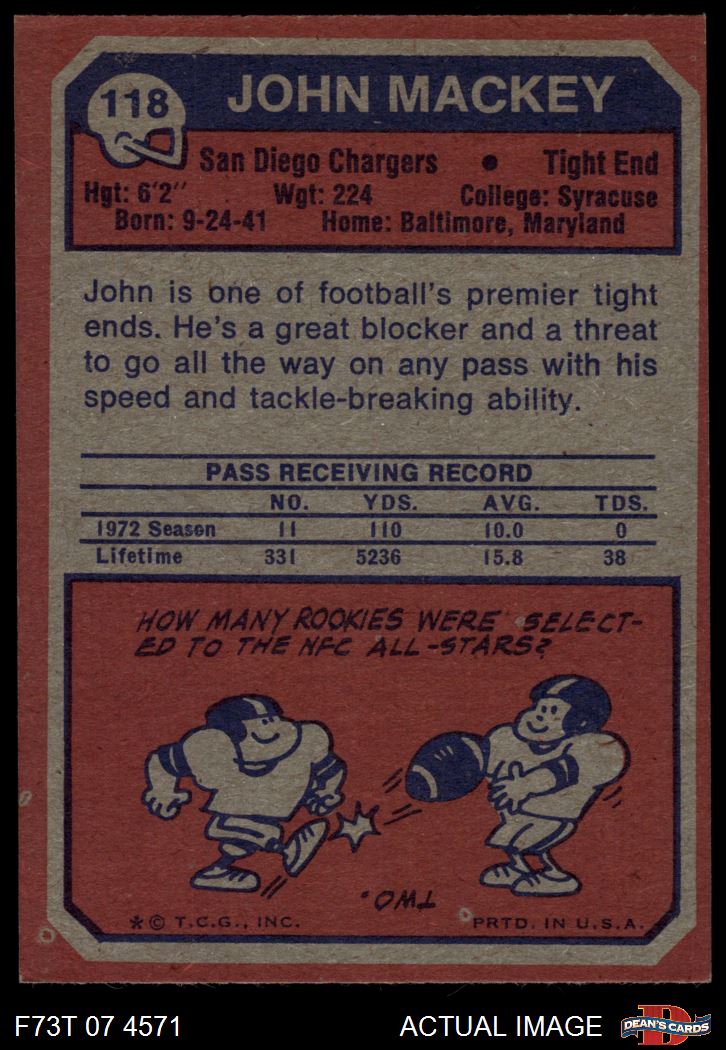 118
JOHN MACKEY
San Diego Chargers • Tight End
Hgt: 6'2" Wgt: 224 College: Syracuse
Born: 9-24-41 Home: Baltimore, Maryland
John is one of football's premier tight
ends. He's a great blocker and a threat
to go all the way on any pass with his
speed and tackle-breaking ability.
PASS RECEIVING RECORD
NO. YDS. AVG. TDS.
1972 Season 11 110 10.0 0
Lifetime 331 5236 15.8 38
HOW MANY ROOKIES WERE SELECT-
ED TO THE NFC ALL-STARS?
TWO.
*© T.C.G., INC. PRTD. IN U.S.A.
F73T 07 4571 ACTUAL IMAGE
D
DEAN'S CARDS